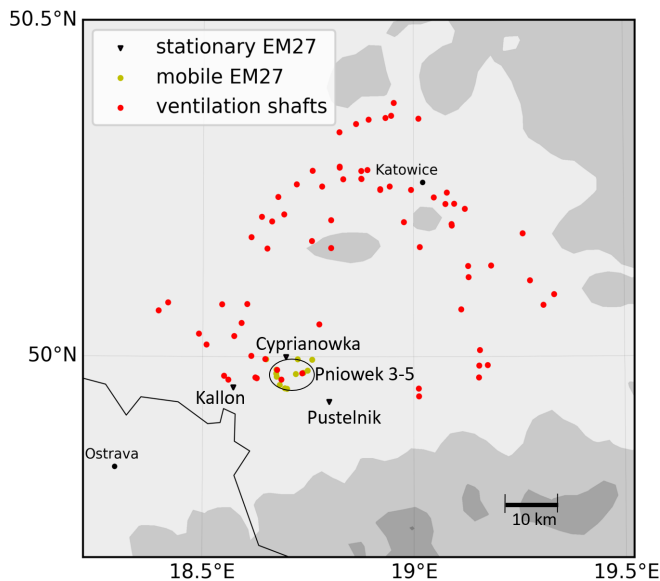 50.5°N
stationary EM27
mobile EM27
ventilation shafts
Katowice
50°N
Cyprianowka
Pniowek 3-5
Kallon
Pustelnik
Ostrava
10 km
18.5°E
19°E
19.5°E